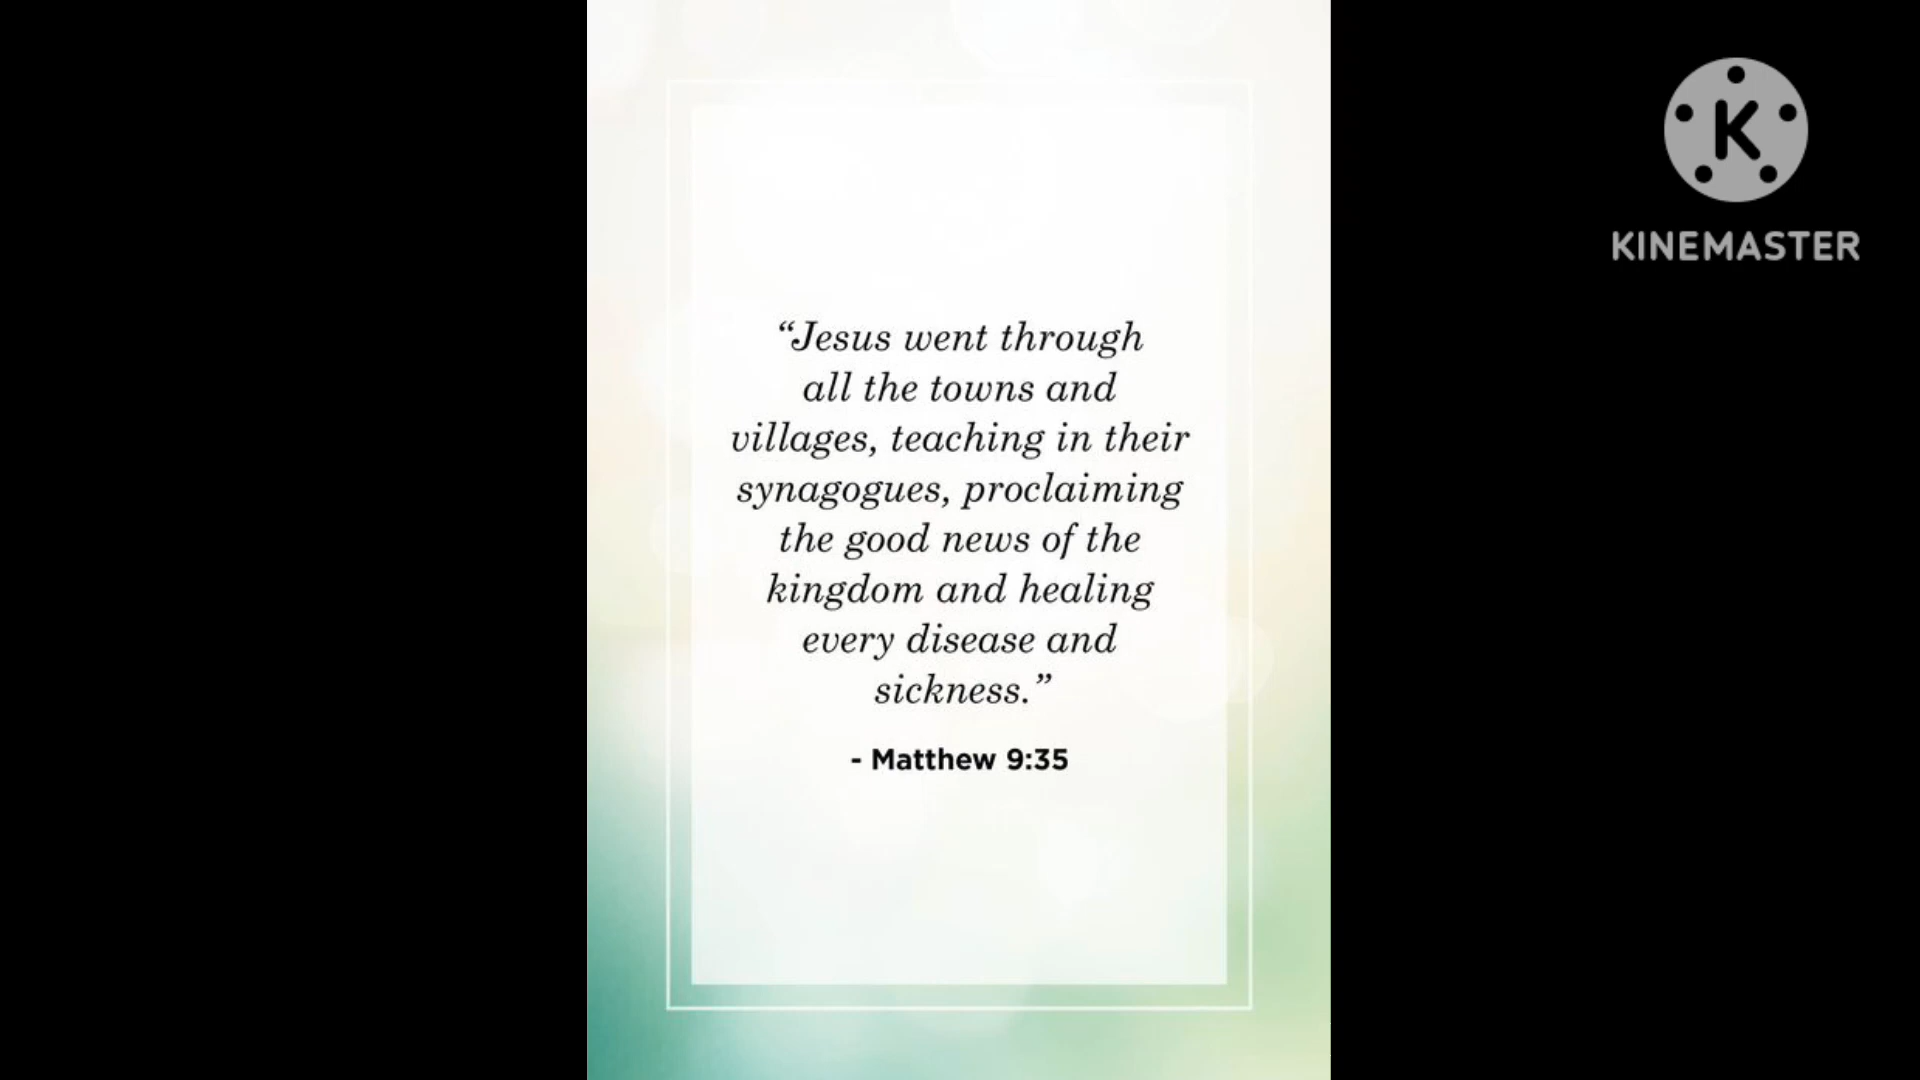 “Jesus went through
all the towns and
villages, teaching in their
synagogues, proclaiming
the good news of the
kingdom and healing
every disease and
sickness.”
- Matthew 9:35
K
KINEMASTER